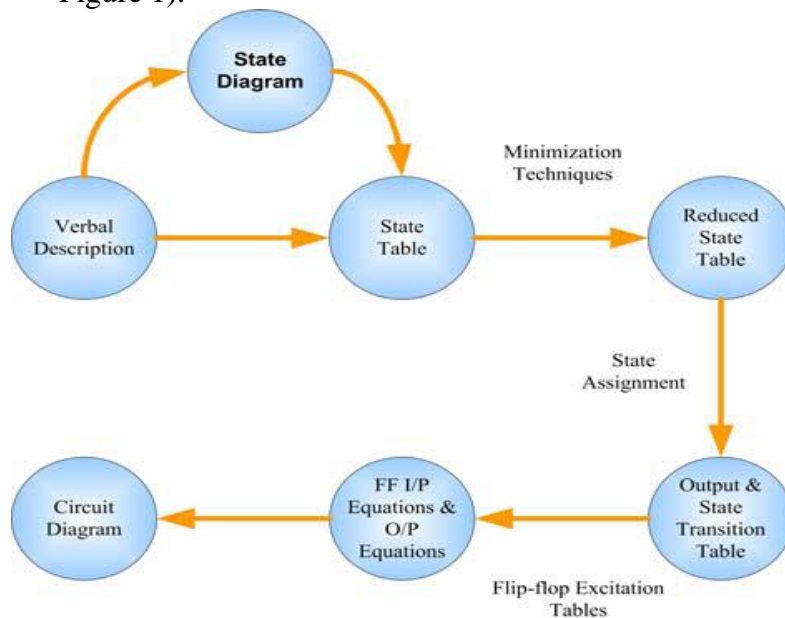 Figure 1).
State
Diagram
Minimization
Techniques
Verbal
Description
State
Table
Reduced
State
Table
State
Assignment
Circuit
Diagram
FF I/P
Equations &
O/P
Equations
Output &
State
Transition
Table
Flip-flop Excitation
Tables